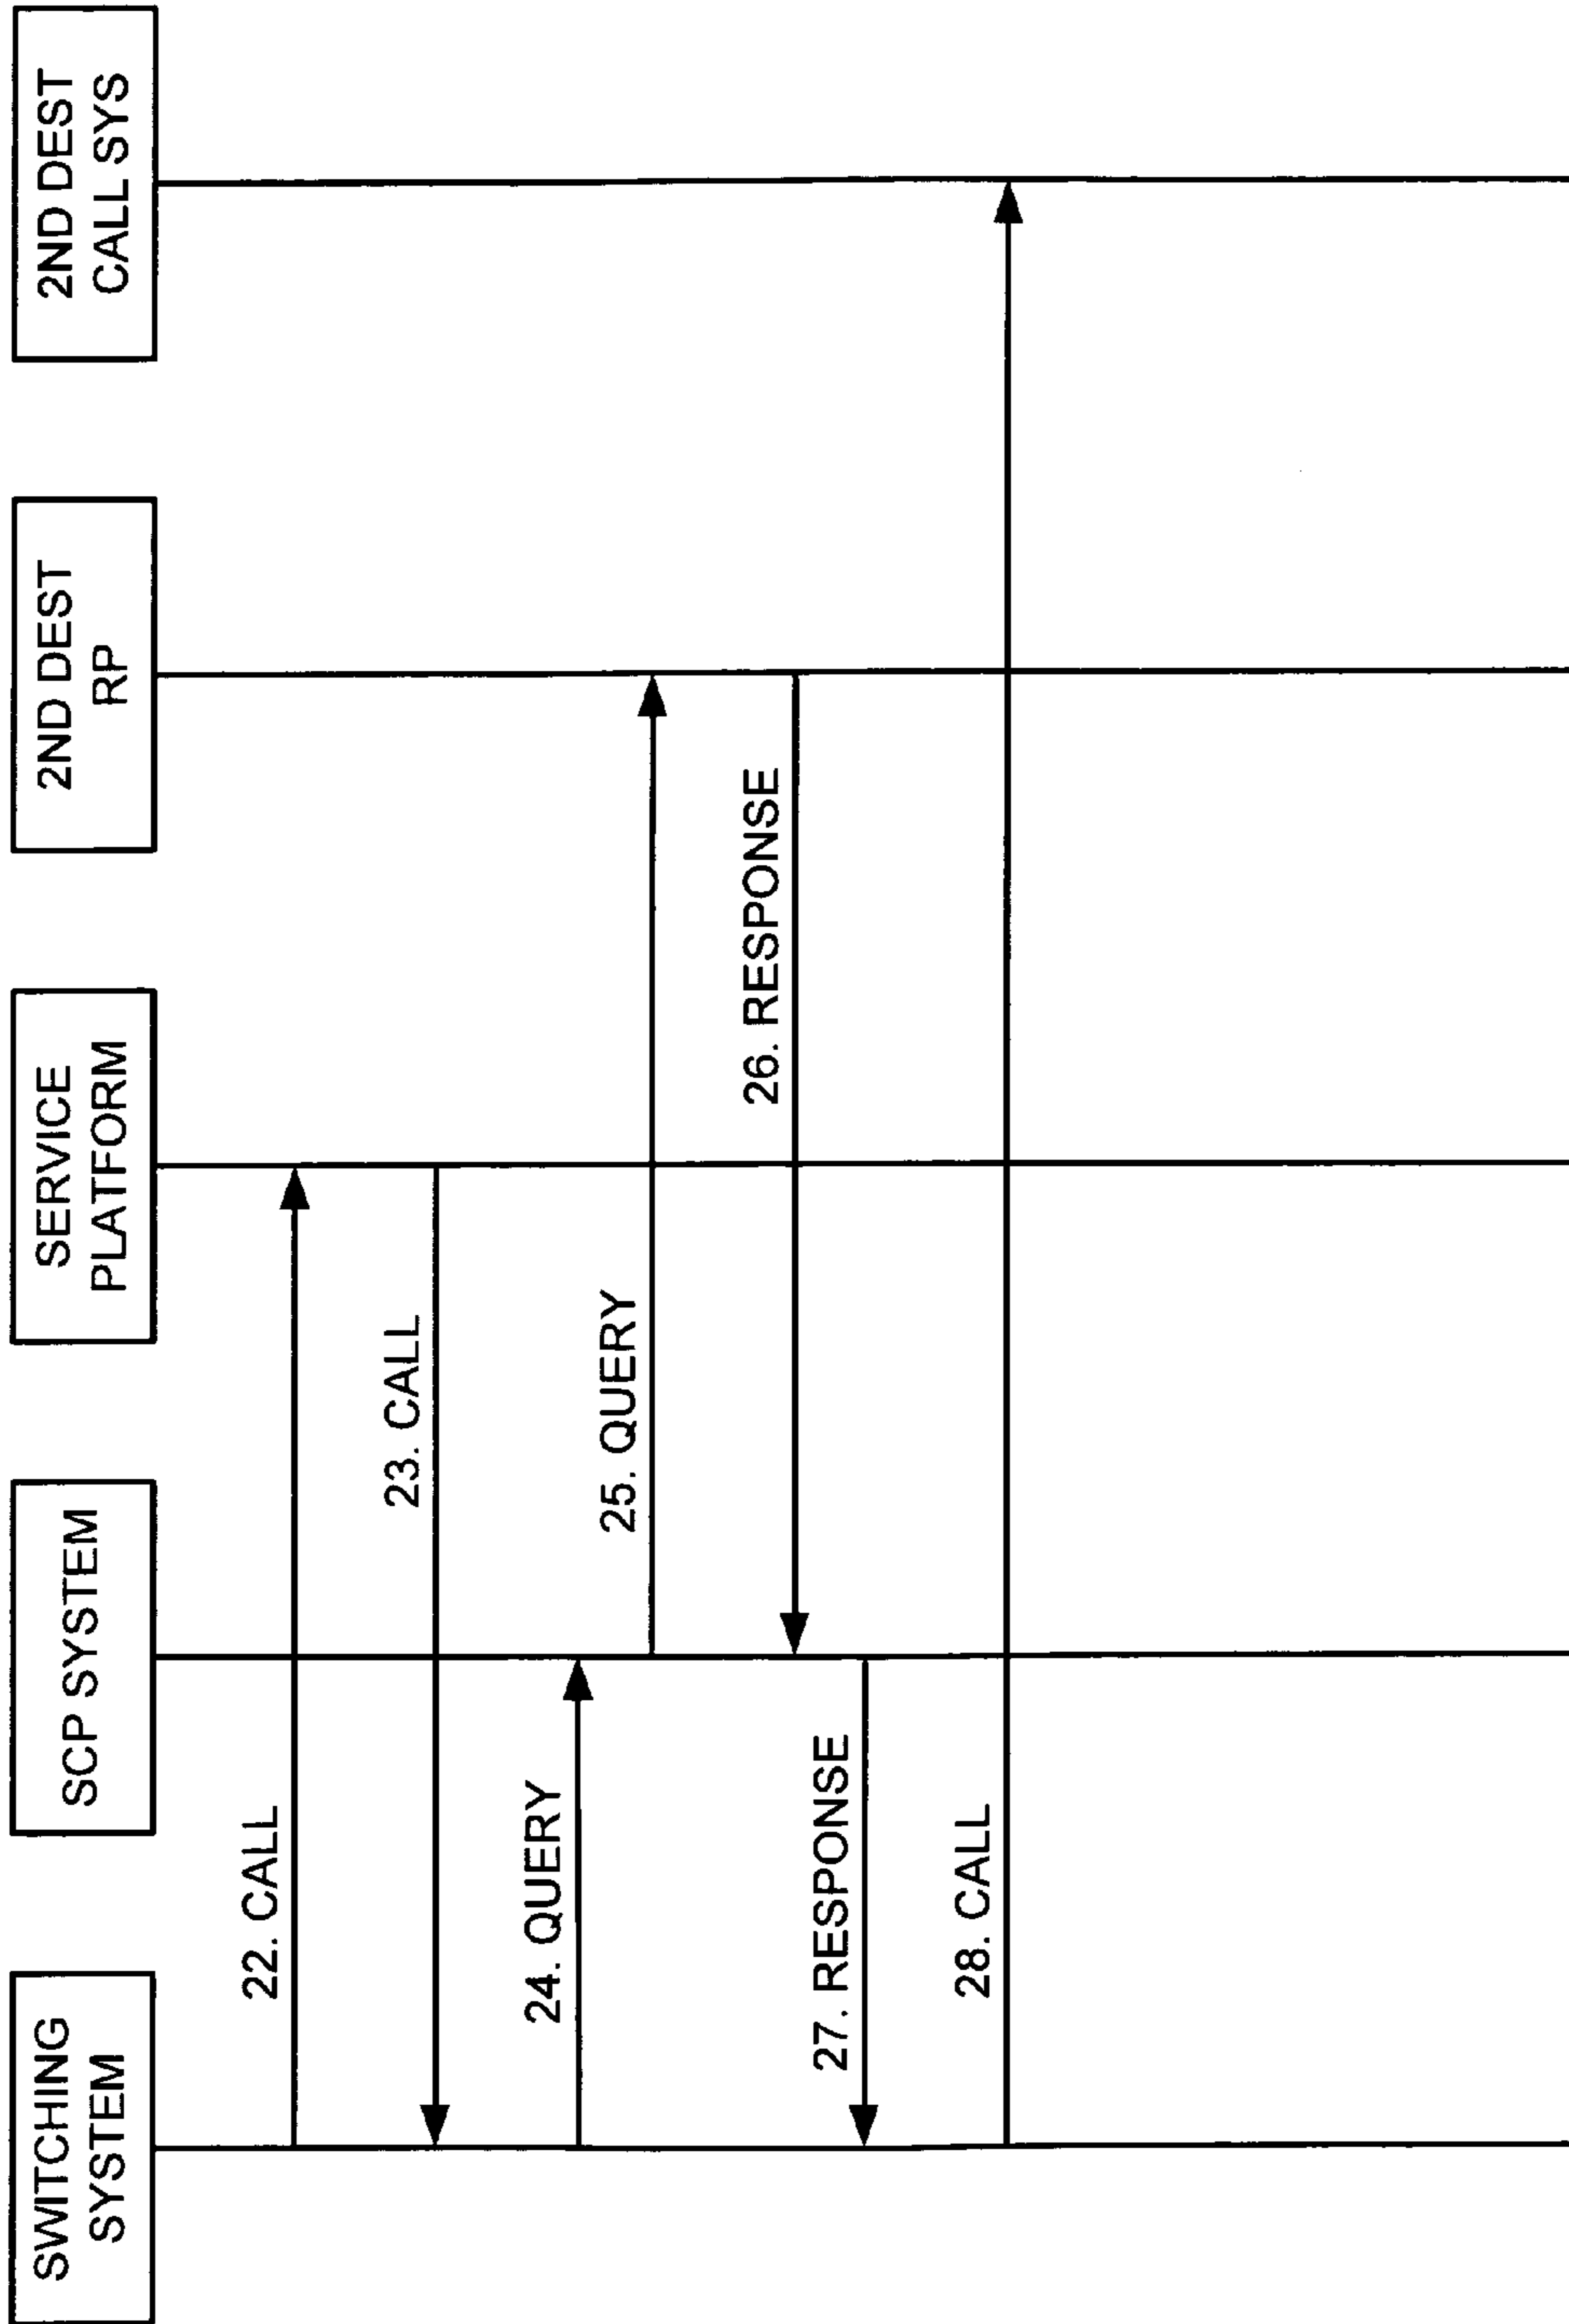 SWITCHING
SYSTEM
SCP SYSTEM
SERVICE
PLATFORM
2ND DEST
RP
2ND DEST
CALL SYS
22. CALL
23. CALL
24. QUERY
25. QUERY
26. RESPONSE
27. RESPONSE
28. CALL